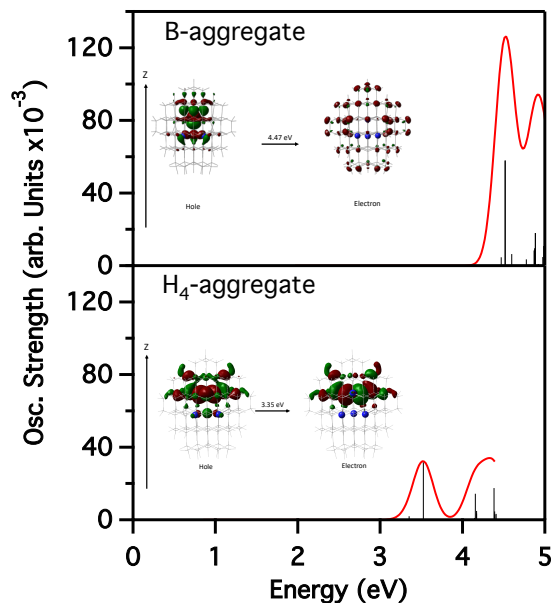 B-aggregate
120
80
40
0
Z
4.47 eV
Hole
Electron
H4-aggregate
120
80
40
0
Z
3.35 eV
Hole
Electron
0 1 2 3 4 5
Energy (eV)
Osc. Strength (arb. Units x10-3)